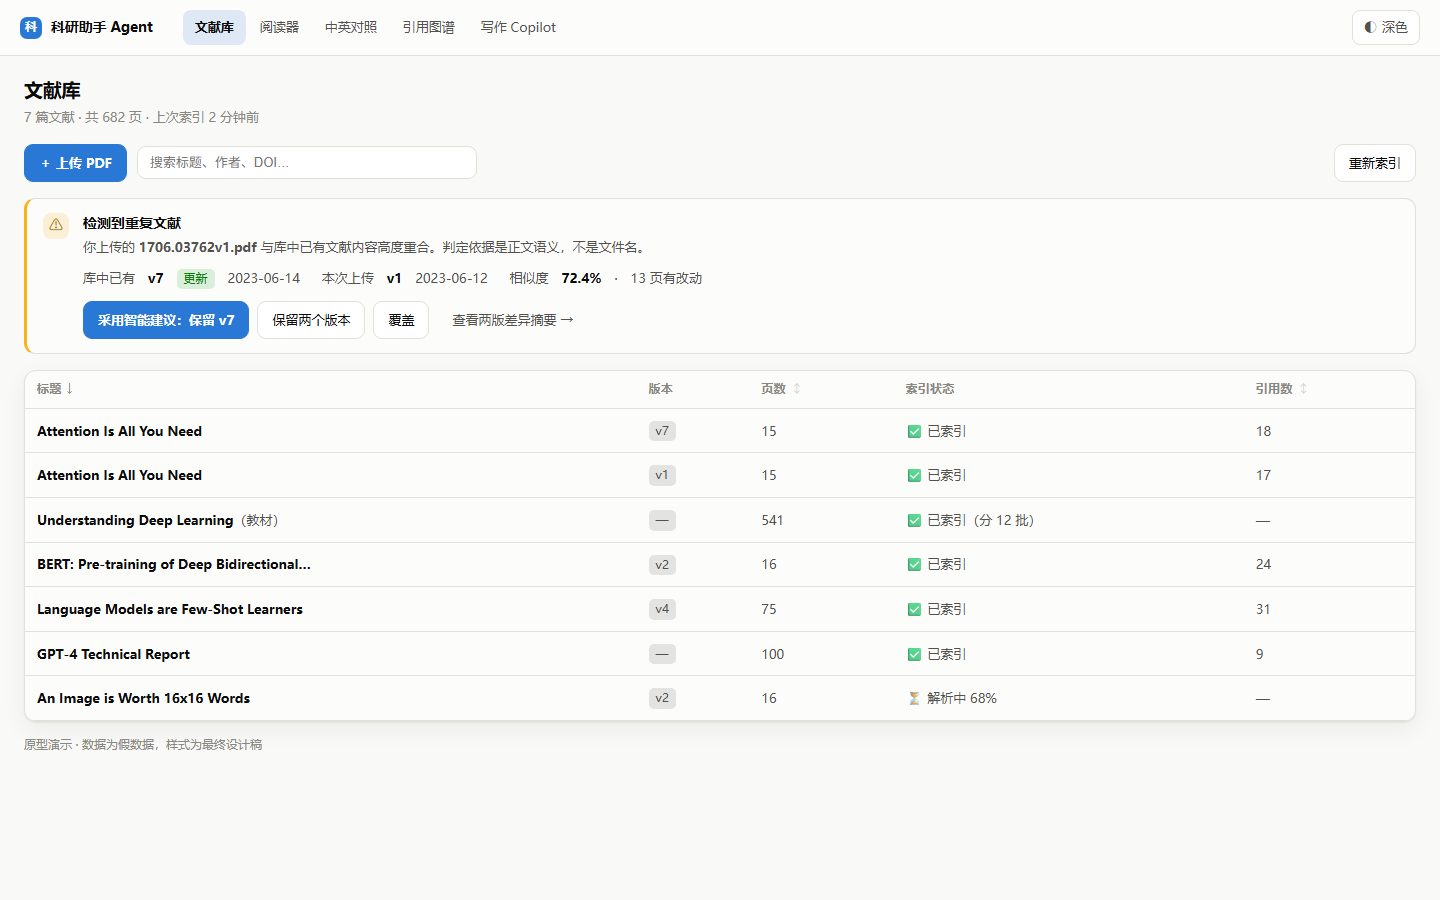 科 科研助手 Agent 文献库 阅读器 中英对照 引用图谱 写作 Copilot 深色
文献库
7 篇文献 · 共 682 页 · 上次索引 2 分钟前
+ 上传 PDF 搜索标题、作者、DOI... 重新索引
检测到重复文献
你上传的 1706.03762v1.pdf 与库中已有文献内容高度重合。判定依据是正文语义，不是文件名。
库中已有 v7 更新 2023-06-14 本次上传 v1 2023-06-12 相似度 72.4% · 13 页有改动
采用智能建议：保留 v7 保留两个版本 覆盖 查看两版差异摘要 →
标题 ↓ 版本 页数 ↕ 索引状态 引用数 ↕
Attention Is All You Need v7 15 ✅ 已索引 18
Attention Is All You Need v1 15 ✅ 已索引 17
Understanding Deep Learning（教材） — 541 ✅ 已索引（分 12 批） —
BERT: Pre-training of Deep Bidirectional... v2 16 ✅ 已索引 24
Language Models are Few-Shot Learners v4 75 ✅ 已索引 31
GPT-4 Technical Report — 100 ✅ 已索引 9
An Image is Worth 16x16 Words v2 16 ⏳ 解析中 68% —
原型演示 · 数据为假数据，样式为最终设计稿